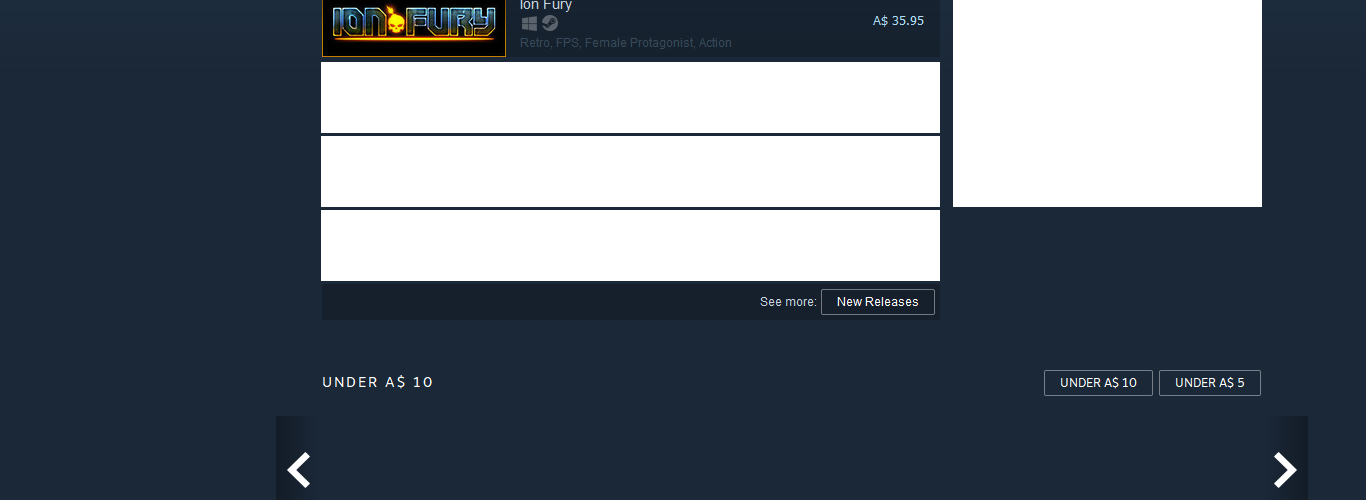 Ion Fury
ION FURY
A$ 35.95
Retro, FPS, Female Protagonist, Action
See more: New Releases
UNDER A$ 10
UNDER A$ 10
UNDER A$ 5